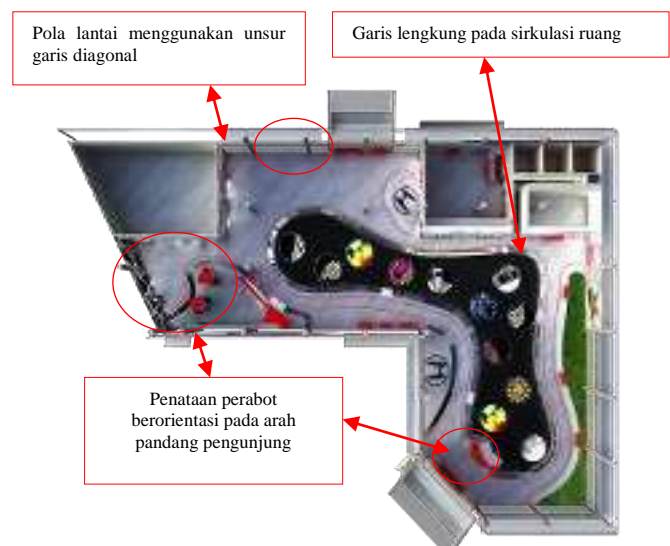 Pola lantai menggunakan unsur
garis diagonal
Garis lengkung pada sirkulasi ruang
Penataan perabot
berorientasi pada arah
pandang pengunjung